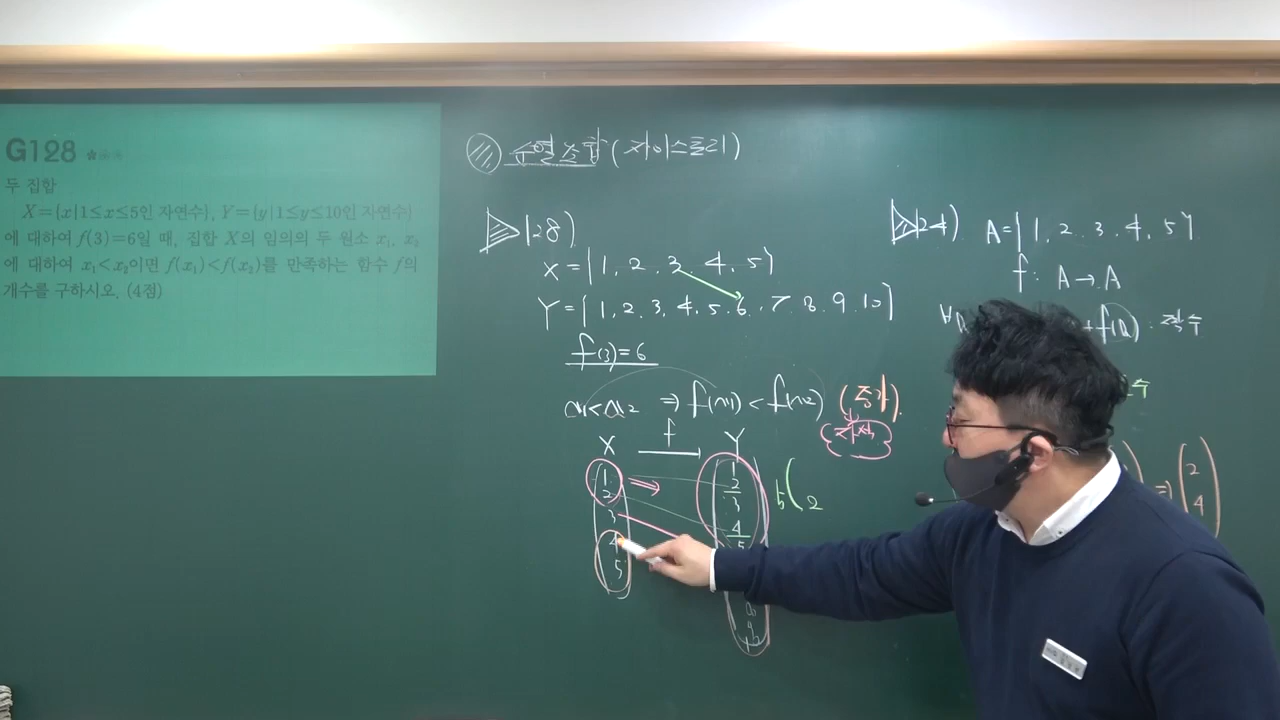 G128
두 집합
X={x|1≤x≤5인 자연수}, Y={y|1≤y≤10인 자연수}
에 대하여 f(3)=6일 때, 집합 X의 임의의 두 원소 x₁, x₂
에 대하여 x₁<x₂이면 f(x₁)<f(x₂)를 만족하는 함수 f의
개수를 구하시오. (4점)
순열조합 (자이스토리)
128)
X={1, 2, 3, 4, 5}
Y={1, 2, 3, 4, 5, 6, 7, 8, 9, 10}
f(3)=6
x₁<x₂ ⇒ f(x₁)<f(x₂) (증가)
X f Y
1
2
3
4
5
1
2
3
4
5
5( 2
124) A={1, 2, 3, 4, 5}
f: A→A
+f(a)
⇒ (2
4)